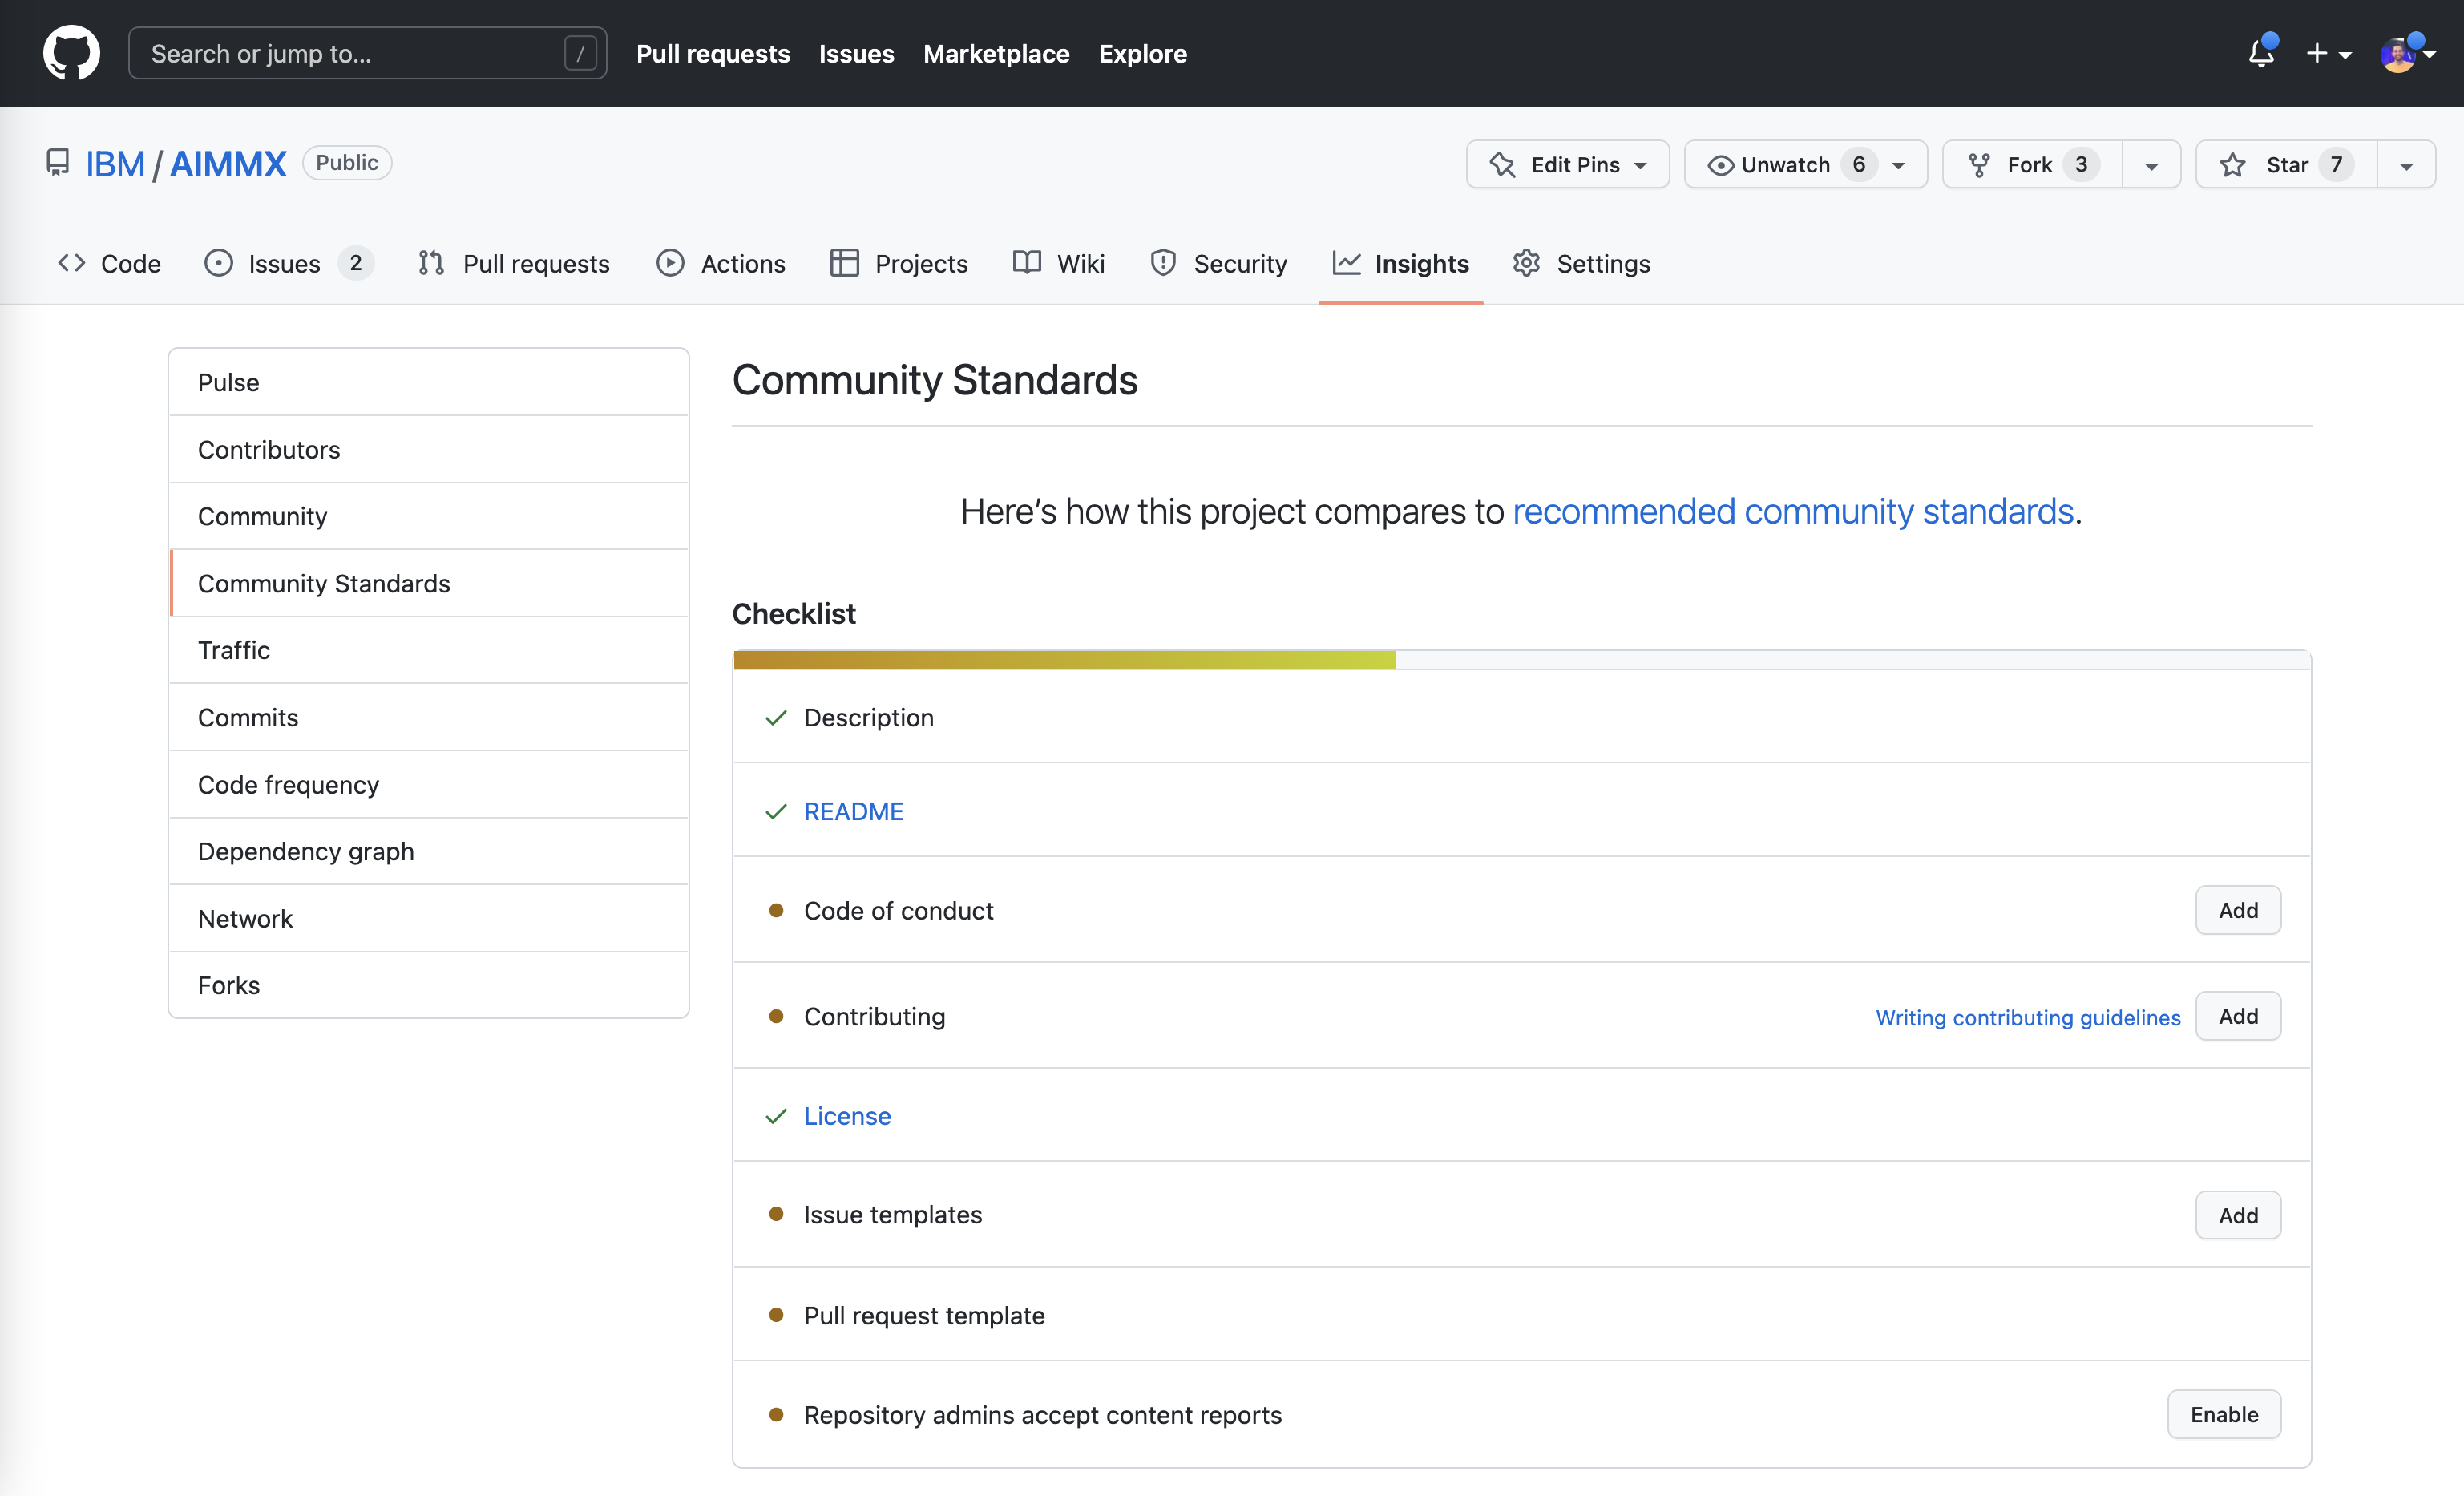 Search or jump to... /
Pull requests Issues Marketplace Explore
IBM / AIMMX Public
Edit Pins Unwatch 6 Fork 3 Star 7
Code Issues 2 Pull requests Actions Projects Wiki Security Insights Settings
Pulse
Contributors
Community
Community Standards
Traffic
Commits
Code frequency
Dependency graph
Network
Forks
Community Standards
Here’s how this project compares to recommended community standards.
Checklist
Description
README
Code of conduct Add
Contributing Writing contributing guidelines Add
License
Issue templates Add
Pull request template
Repository admins accept content reports Enable